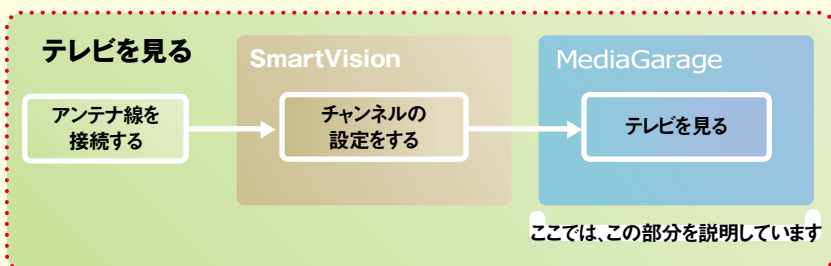 テレビを見る
SmartVision
MediaGarage
アンテナ線を
接続する
チャンネルの
設定をする
テレビを見る
ここでは、この部分を説明しています